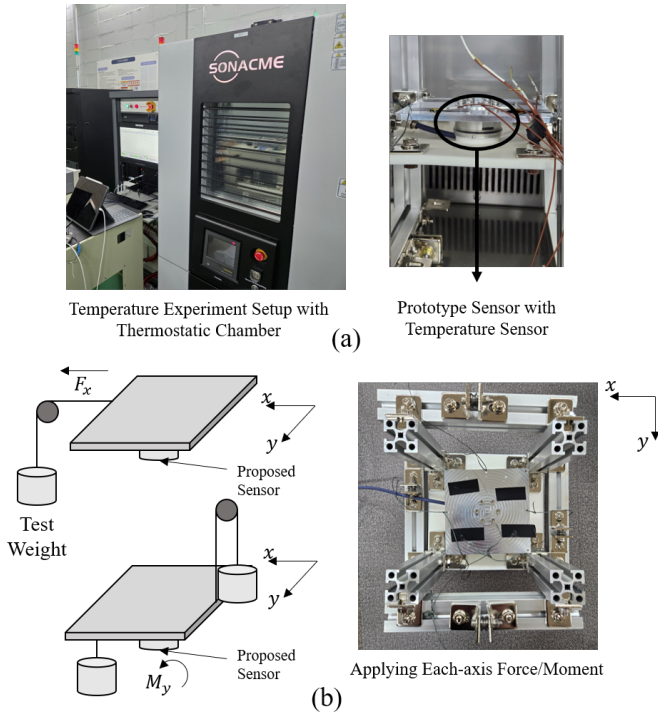 SONACME
Temperature Experiment Setup with
Thermostatic Chamber
Prototype Sensor with
Temperature Sensor
(a)
F_x
x
y
Proposed
Sensor
Test
Weight
x
y
Proposed
Sensor
M_y
x
y
Applying Each-axis Force/Moment
(b)